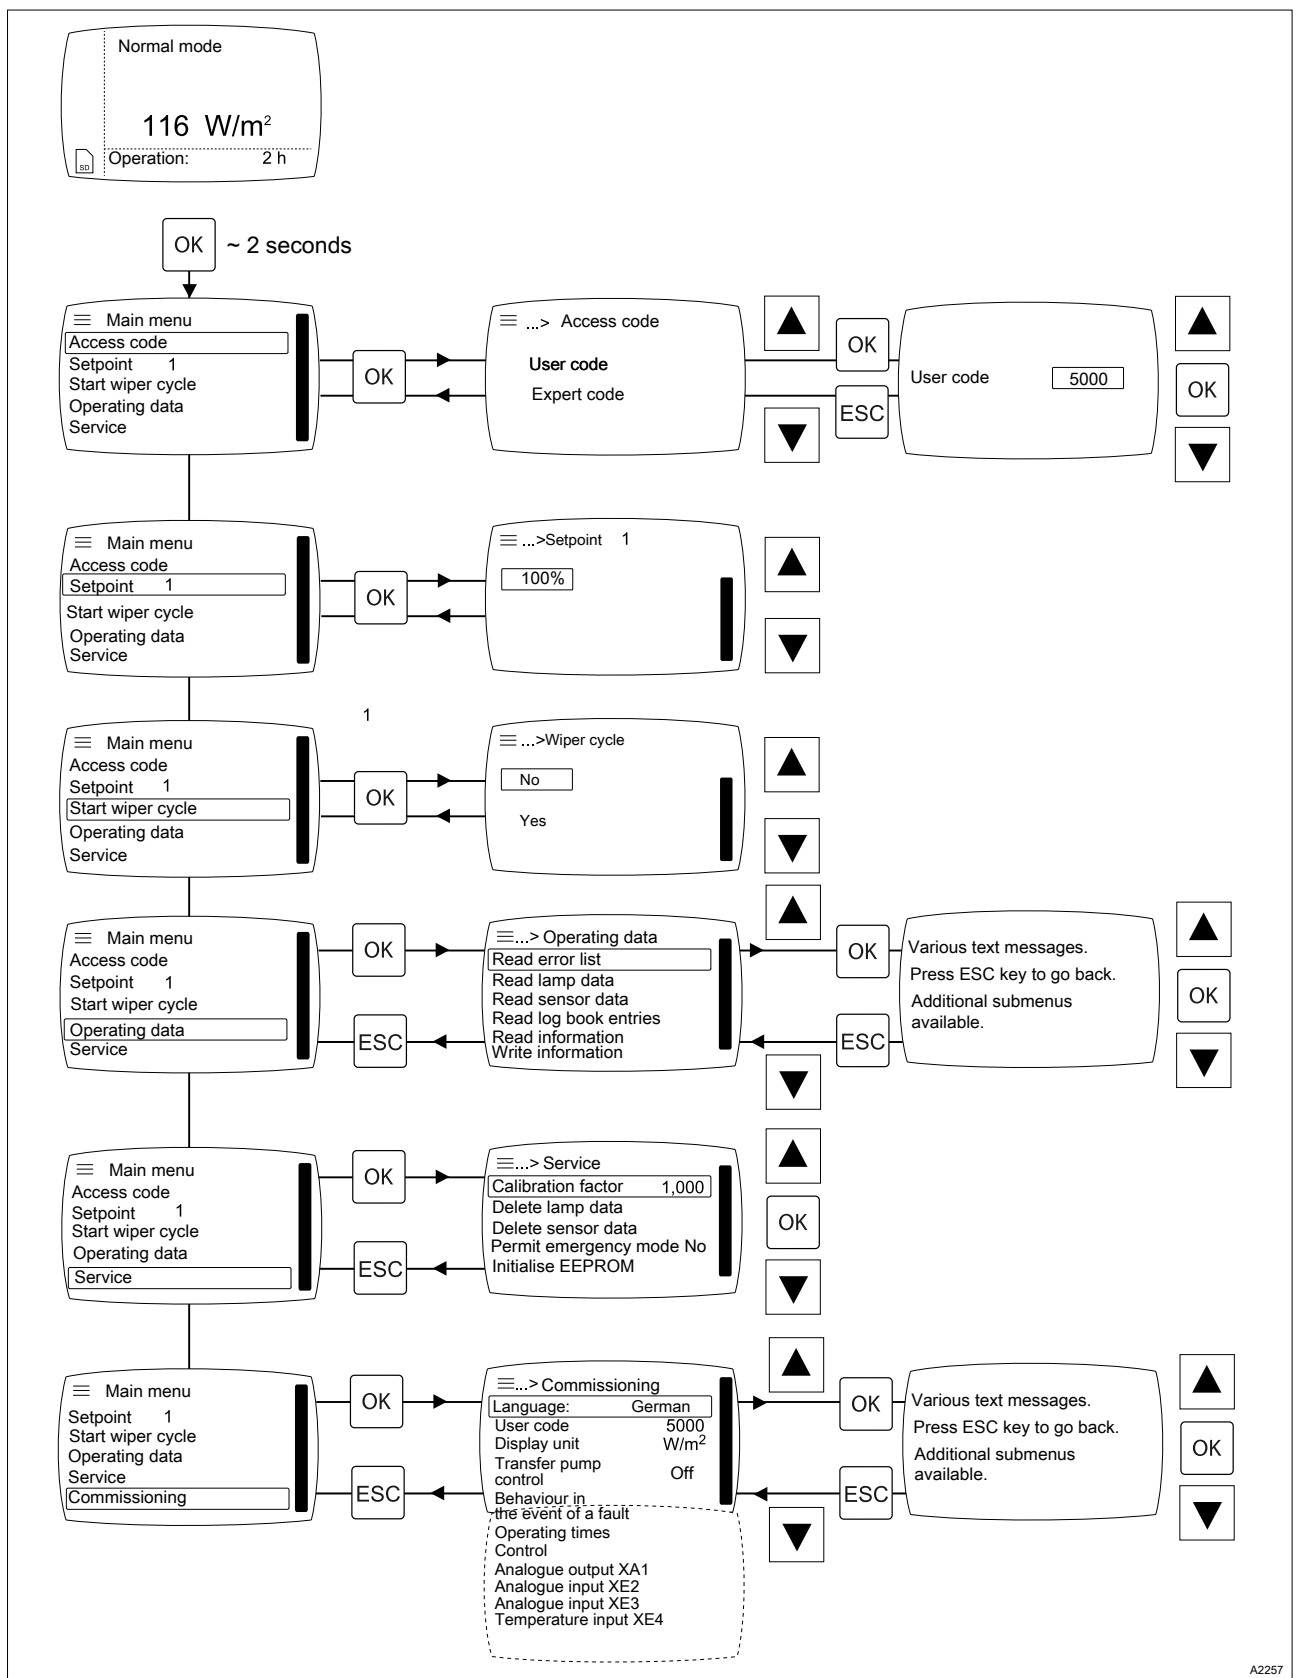 Normal mode
116 W/m²
SD
Operation: 2 h
OK ~ 2 seconds
Main menu
Access code
Setpoint 1
Start wiper cycle
Operating data
Service
OK
...> Access code
User code
Expert code
▲
▼
OK
ESC
User code 5000
▲
OK
▼
Main menu
Access code
Setpoint 1
Start wiper cycle
Operating data
Service
OK
...>Setpoint 1
100%
▲
▼
1
Main menu
Access code
Setpoint 1
Start wiper cycle
Operating data
Service
OK
...>Wiper cycle
No
Yes
▲
▼
Main menu
Access code
Setpoint 1
Start wiper cycle
Operating data
Service
OK
ESC
...> Operating data
Read error list
Read lamp data
Read sensor data
Read log book entries
Read information
Write information
▲
▼
OK
ESC
Various text messages.
Press ESC key to go back.
Additional submenus
available.
▲
OK
▼
Main menu
Access code
Setpoint 1
Start wiper cycle
Operating data
Service
OK
ESC
...> Service
Calibration factor 1,000
Delete lamp data
Delete sensor data
Permit emergency mode No
Initialise EEPROM
▲
OK
▼
Main menu
Setpoint 1
Start wiper cycle
Operating data
Service
Commissioning
OK
ESC
...> Commissioning
Language: German
User code 5000
Display unit W/m²
Transfer pump
control Off
Behaviour in
the event of a fault
Operating times
Control
Analogue output XA1
Analogue input XE2
Analogue input XE3
Temperature input XE4
▲
▼
OK
ESC
Various text messages.
Press ESC key to go back.
Additional submenus
available.
▲
OK
▼
A2257